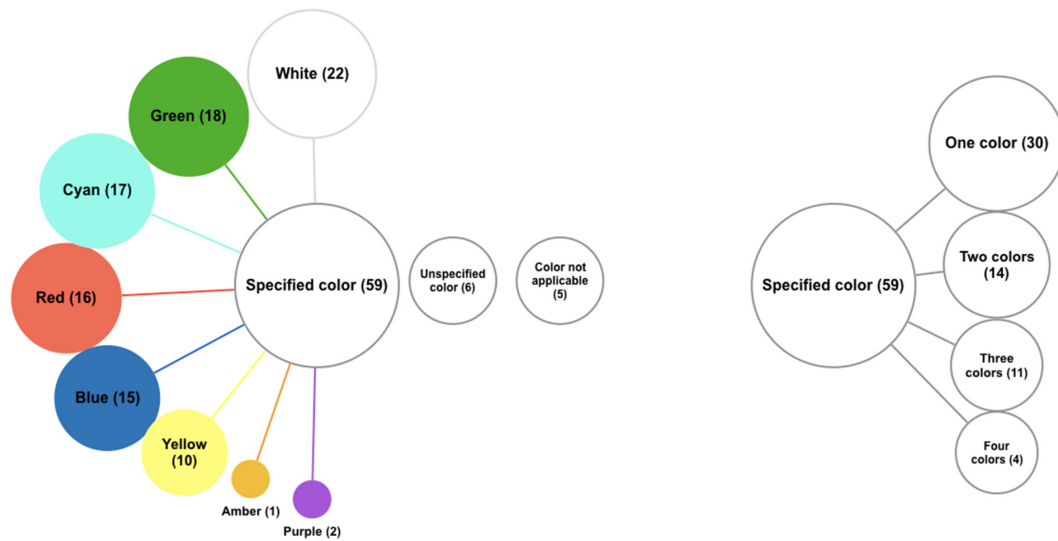 White (22)
Green (18)
Cyan (17)
Red (16)
Blue (15)
Yellow
(10)
Amber (1)
Purple (2)
Specified color (59)
Unspecified
color (6)
Color not
applicable
(5)
Specified color (59)
One color (30)
Two colors
(14)
Three
colors (11)
Four
colors (4)